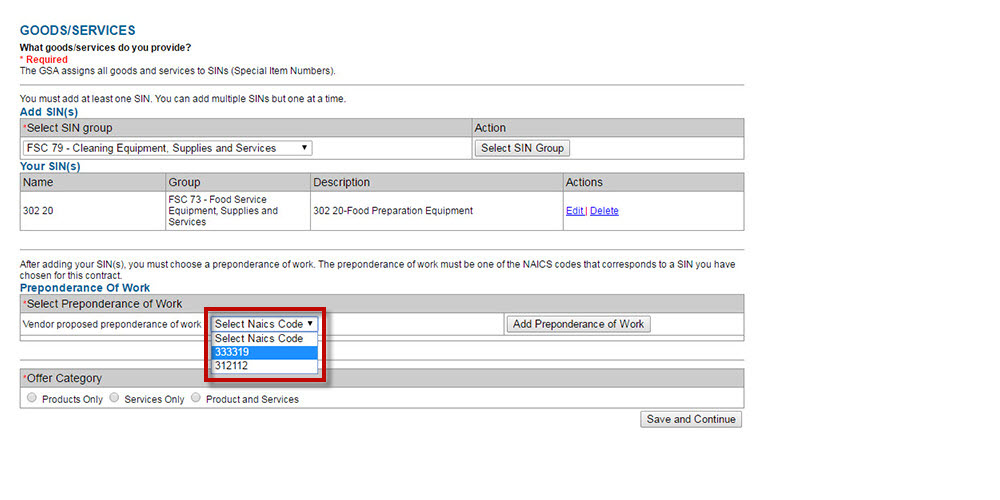 GOODS/SERVICES
What goods/services do you provide?
* Required
The GSA assigns all goods and services to SINs (Special Item Numbers).
You must add at least one SIN. You can add multiple SINs but one at a time.
Add SIN(s)
*Select SIN group Action
FSC 79 - Cleaning Equipment, Supplies and Services Select SIN Group
Your SIN(s)
Name Group Description Actions
302 20 FSC 73 - Food Service Equipment, Supplies and Services 302 20-Food Preparation Equipment Edit | Delete
After adding your SIN(s), you must choose a preponderance of work. The preponderance of work must be one of the NAICS codes that corresponds to a SIN you have
chosen for this contract.
Preponderance Of Work
*Select Preponderance of Work
Vendor proposed preponderance of work Select Naics Code Add Preponderance of Work
Select Naics Code
333319
312112
*Offer Category
Products Only Services Only Product and Services
Save and Continue